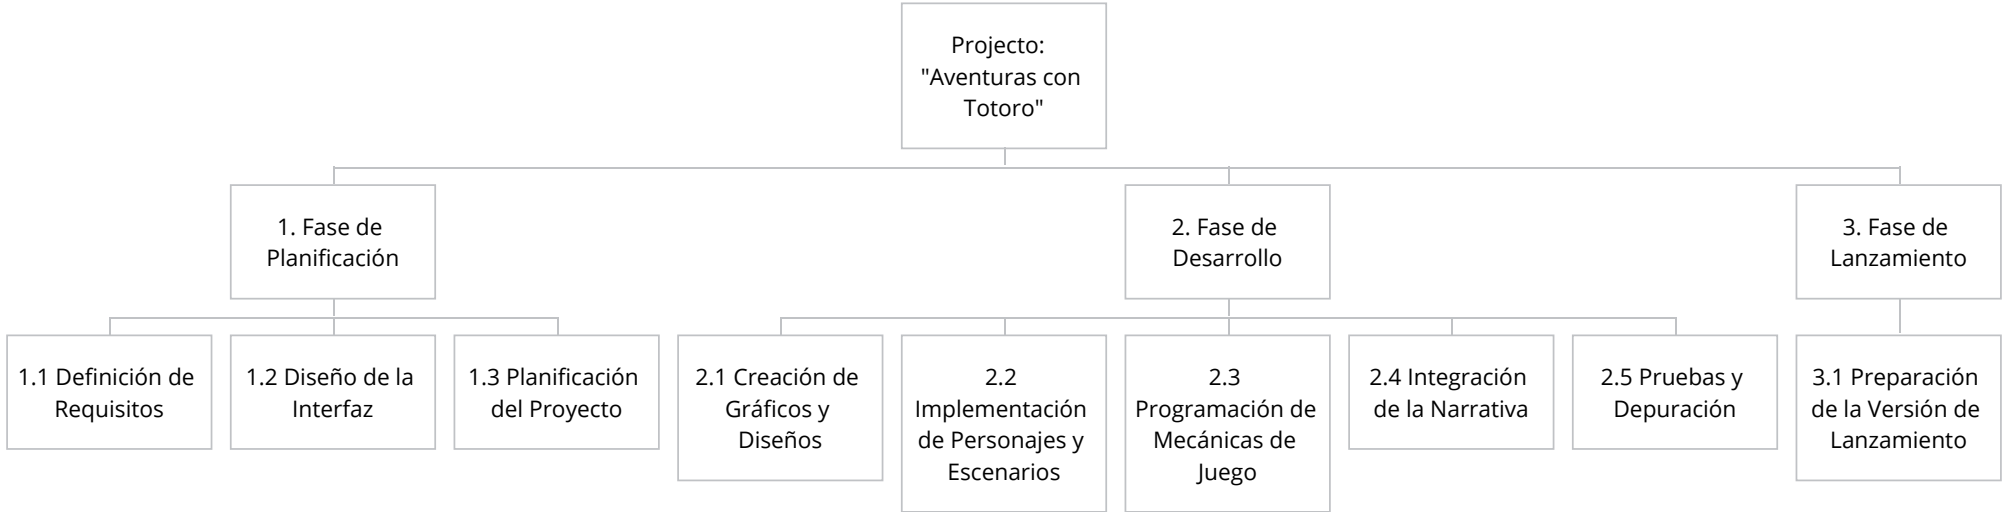 Projecto:
"Aventuras con
Totoro"
1. Fase de
Planificación
2. Fase de
Desarrollo
3. Fase de
Lanzamiento
1.1 Definición de
Requisitos
1.2 Diseño de la
Interfaz
1.3 Planificación
del Proyecto
2.1 Creación de
Gráficos y
Diseños
2.2
Implementación
de Personajes y
Escenarios
2.3
Programación de
Mecánicas de
Juego
2.4 Integración
de la Narrativa
2.5 Pruebas y
Depuración
3.1 Preparación
de la Versión de
Lanzamiento